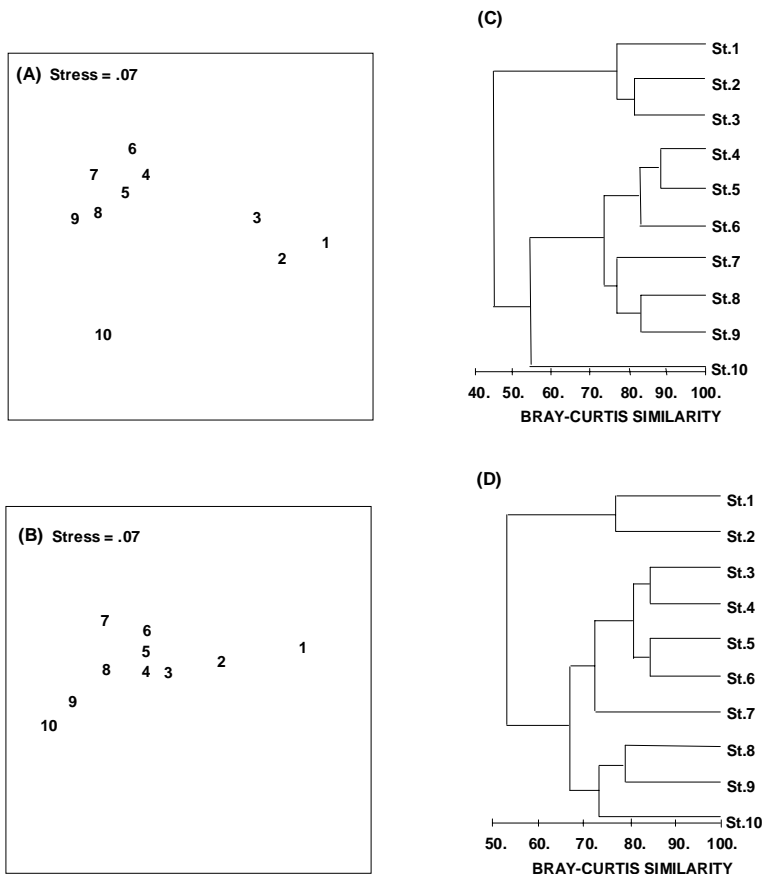 (A) Stress = .07
6
7 4
5
9 8
3
1
2
10
(C)
St.1
St.2
St.3
St.4
St.5
St.6
St.7
St.8
St.9
St.10
40. 50. 60. 70. 80. 90. 100.
BRAY-CURTIS SIMILARITY
(B) Stress = .07
7
6
5
1
2
8 4 3
9
10
(D)
St.1
St.2
St.3
St.4
St.5
St.6
St.7
St.8
St.9
St.10
50. 60. 70. 80. 90. 100.
BRAY-CURTIS SIMILARITY